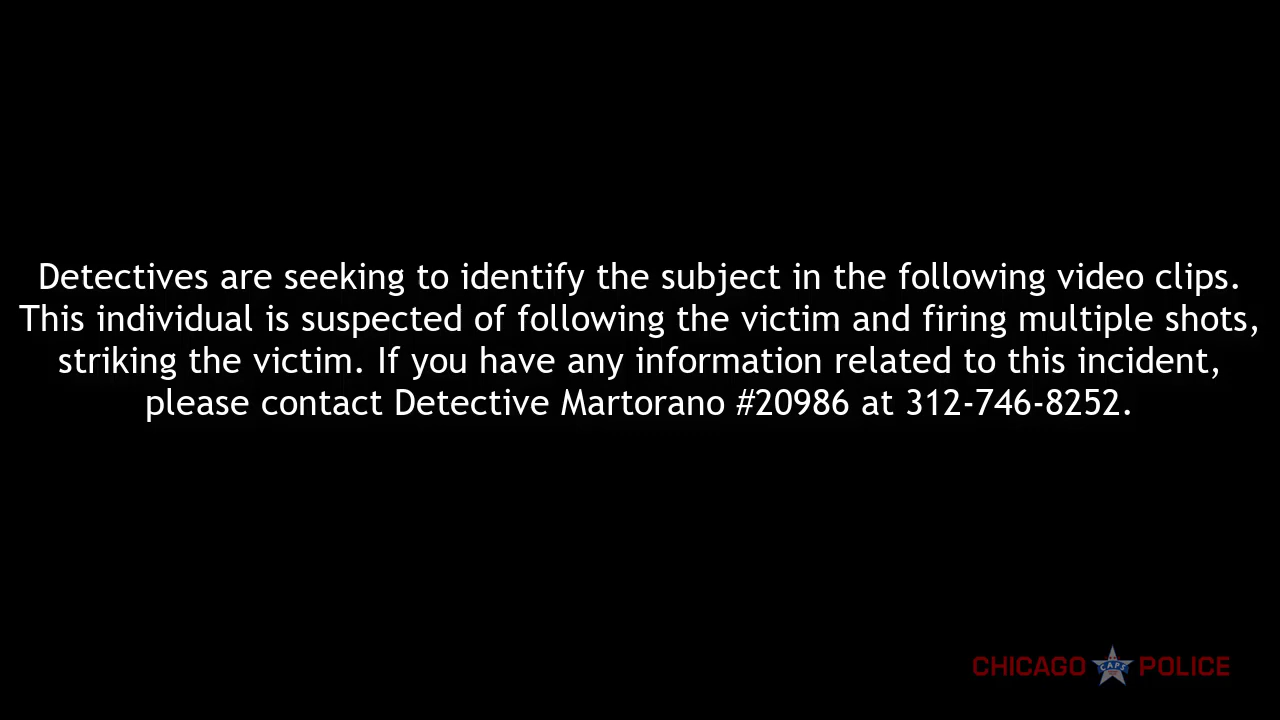 Detectives are seeking to identify the subject in the following video clips.
This individual is suspected of following the victim and firing multiple shots,
striking the victim. If you have any information related to this incident,
please contact Detective Martorano #20986 at 312-746-8252.
CHICAGO CAPS POLICE